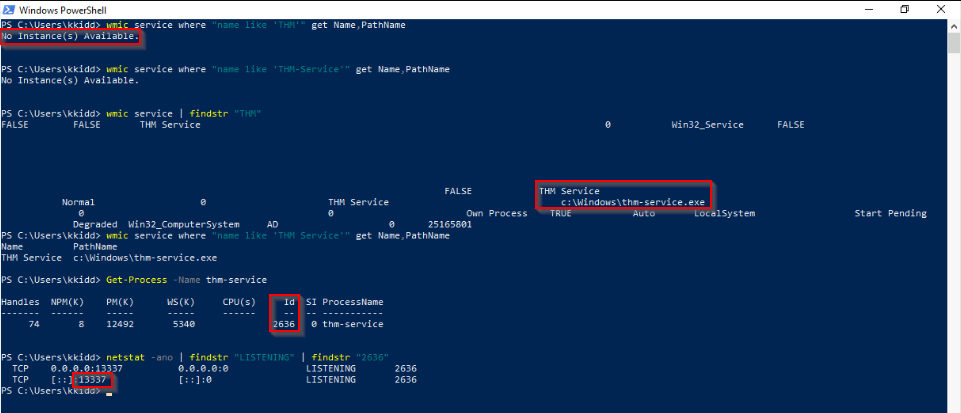 Windows PowerShell
PS C:\Users\kkidd> wmic service where "name like 'THM'" get Name,PathName
No Instance(s) Available.
PS C:\Users\kkidd> wmic service where "name like 'THM-Service'" get Name,PathName
No Instance(s) Available.
PS C:\Users\kkidd> wmic service | findstr "THM"
FALSE FALSE THM Service 0 Win32_Service FALSE
FALSE THM Service
Normal 0 THM Service c:\Windows\thm-service.exe
0 0 Own Process TRUE Auto LocalSystem Start Pending
Degraded Win32_ComputerSystem AD 0 25165801
PS C:\Users\kkidd> wmic service where "name like 'THM Service'" get Name,PathName
Name PathName
THM Service c:\Windows\thm-service.exe
PS C:\Users\kkidd> Get-Process -Name thm-service
Handles NPM(K) PM(K) WS(K) CPU(s) Id SI ProcessName
------- ------ ----- ----- ------ -- -- -----------
74 8 12492 5340 2636 0 thm-service
PS C:\Users\kkidd> netstat -ano | findstr "LISTENING" | findstr "2636"
TCP 0.0.0.0:13337 0.0.0.0:0 LISTENING 2636
TCP [::]:13337 [::]:0 LISTENING 2636
PS C:\Users\kkidd>